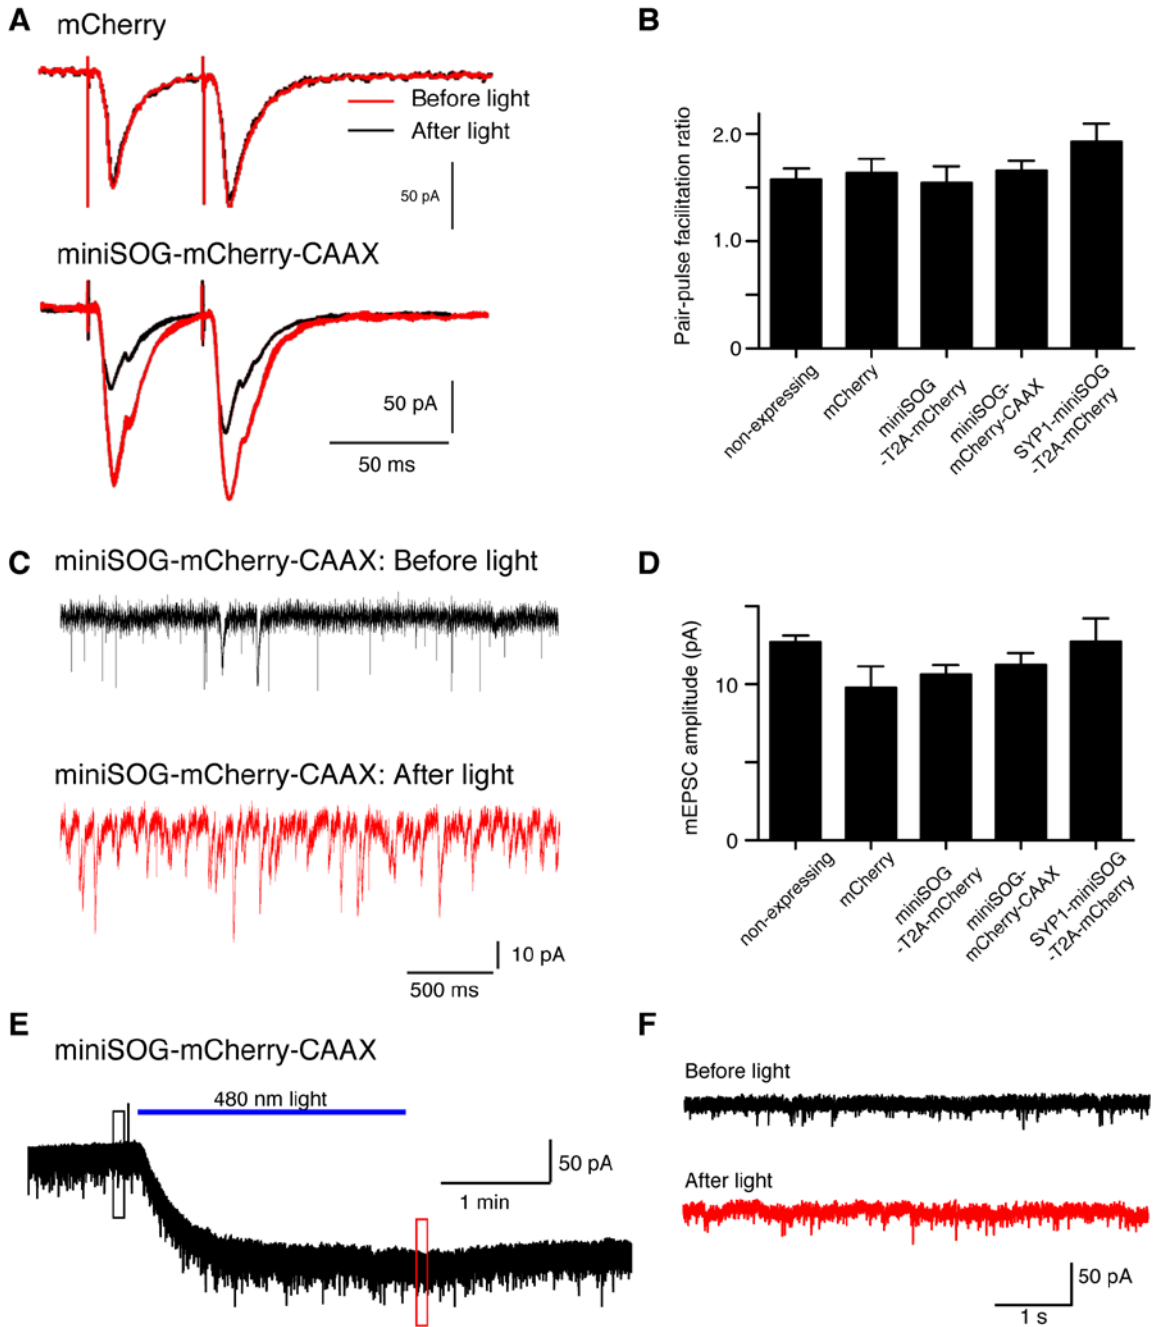 A
mCherry
Before light
After light
50 pA
miniSOG-mCherry-CAAX
50 pA
50 ms
B
Pair-pulse facilitation ratio
2.0
1.0
0
non-expressing
mCherry
miniSOG
-T2A-mCherry
miniSOG-
mCherry-CAAX
SYP1-miniSOG
-T2A-mCherry
C
miniSOG-mCherry-CAAX: Before light
miniSOG-mCherry-CAAX: After light
10 pA
500 ms
D
mEPSC amplitude (pA)
10
0
non-expressing
mCherry
miniSOG
-T2A-mCherry
miniSOG-
mCherry-CAAX
SYP1-miniSOG
-T2A-mCherry
E
miniSOG-mCherry-CAAX
480 nm light
50 pA
1 min
F
Before light
After light
50 pA
1 s